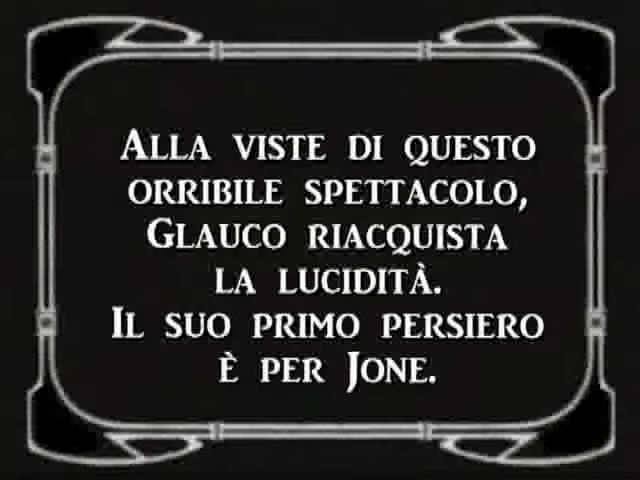 Alla viste di questo
orribile spettacolo,
Glauco riacquista
la lucidità.
Il suo primo persiero
è per Jone.